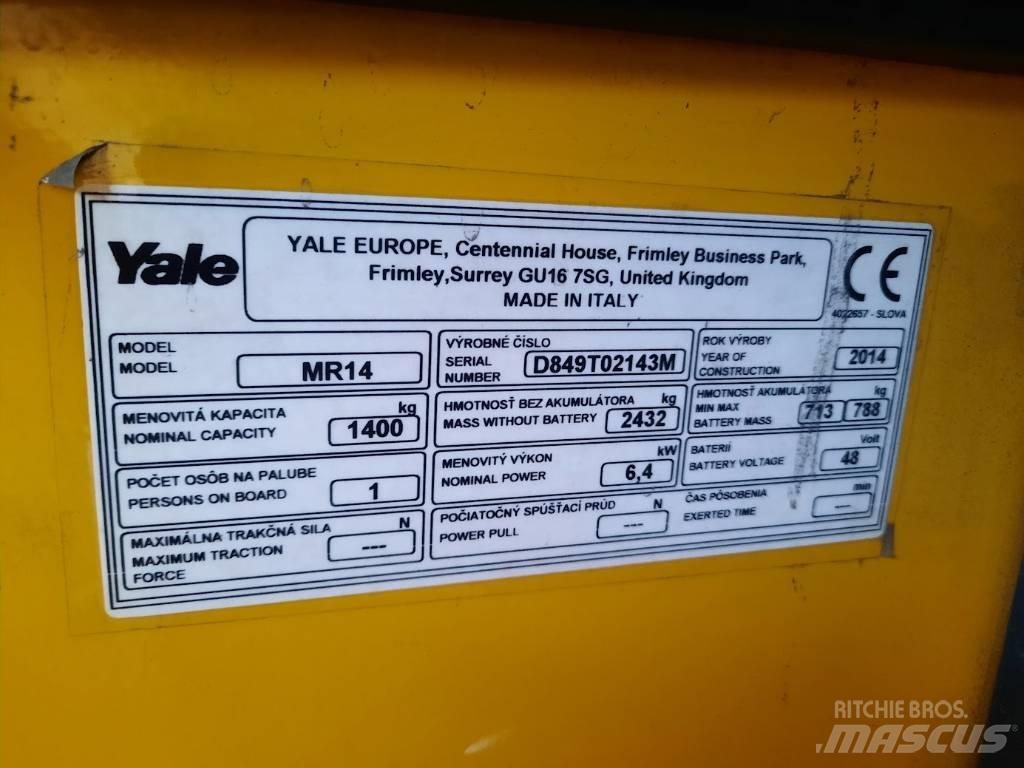 Yale
YALE EUROPE, Centennial House, Frimley Business Park,
Frimley,Surrey GU16 7SG, United Kingdom
MADE IN ITALY
CE
4022657 - SLOVA
MODEL
MODEL
MR14
VÝROBNÉ ČÍSLO
SERIAL
NUMBER
D849T02143M
ROK VÝROBY
YEAR OF
CONSTRUCTION
2014
MENOVITÁ KAPACITA
NOMINAL CAPACITY
kg
1400
HMOTNOSŤ BEZ AKUMULÁTORA
MASS WITHOUT BATTERY
kg
2432
HMOTNOSŤ AKUMULÁTORA
MIN MAX
BATTERY MASS
kg
713 788
POČET OSÔB NA PALUBE
PERSONS ON BOARD
1
MENOVITÝ VÝKON
NOMINAL POWER
kW
6,4
BATERIÍ
BATTERY VOLTAGE
Volt
48
MAXIMÁLNA TRAKČNÁ SILA
MAXIMUM TRACTION
FORCE
N
---
POČIATOČNÝ SPÚŠŤACÍ PRÚD
POWER PULL
N
---
ČAS PÔSOBENIA
EXERTED TIME
min
---
RITCHIE BROS.
MASCUS